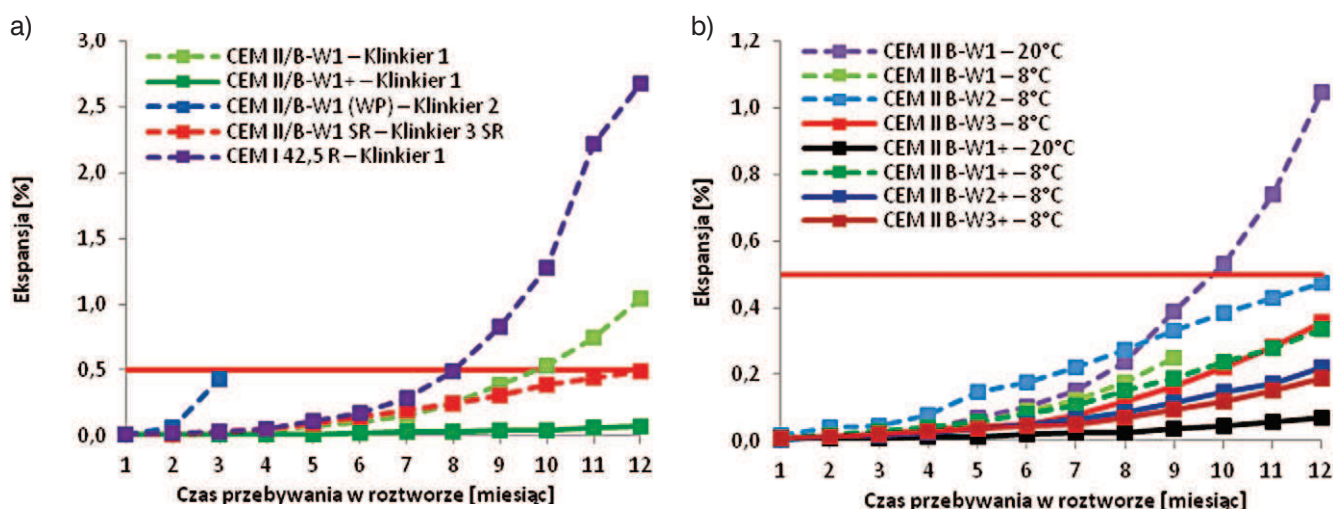 a)
3,0
2,5
2,0
1,5
1,0
0,5
0,0
Ekspansja [%]
CEM II/B-W1 – Klinkier 1
CEM II/B-W1+ – Klinkier 1
CEM II/B-W1 (WP) – Klinkier 2
CEM II/B-W1 SR – Klinkier 3 SR
CEM I 42,5 R – Klinkier 1
1 2 3 4 5 6 7 8 9 10 11 12
Czas przebywania w roztworze [miesiąc]
b)
1,2
1,0
0,8
0,6
0,4
0,2
0,0
Ekspansja [%]
CEM II B-W1 – 20°C
CEM II B-W1 – 8°C
CEM II B-W2 – 8°C
CEM II B-W3 – 8°C
CEM II B-W1+ – 20°C
CEM II B-W1+ – 8°C
CEM II B-W2+ – 8°C
CEM II B-W3+ – 8°C
1 2 3 4 5 6 7 8 9 10 11 12
Czas przebywania w roztworze [miesiąc]